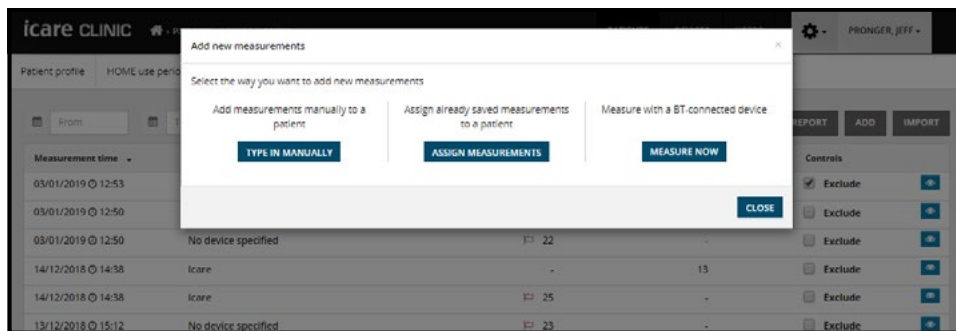 icare CLINIC
PRONGER, JEFF
Add new measurements
×
Patient profile HOME use
Select the way you want to add new measurements
Add measurements manually to a
patient
TYPE IN MANUALLY
Assign already saved measurements
to a patient
ASSIGN MEASUREMENTS
Measure with a BT-connected device
MEASURE NOW
CLOSE
From
REPORT ADD IMPORT
Measurement time Controls
03/01/2019 12:53 Exclude
03/01/2019 12:50 Exclude
03/01/2019 12:50 No device specified 22 - Exclude
14/12/2018 14:38 Icare - 13 Exclude
14/12/2018 14:38 Icare 25 - Exclude
13/12/2018 15:12 No device specified 23 - Exclude